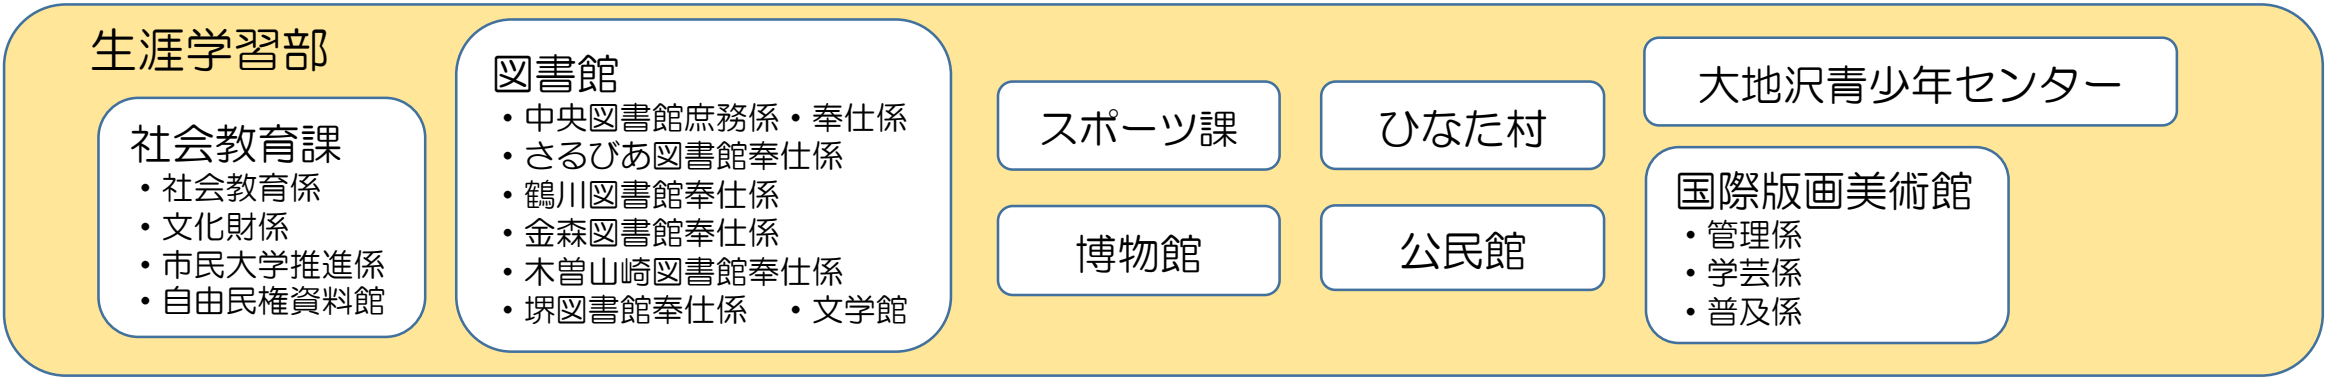 生涯学習部
社会教育課
・社会教育係
・文化財係
・市民大学推進係
・自由民権資料館
図書館
・中央図書館庶務係・奉仕係
・さるびあ図書館奉仕係
・鶴川図書館奉仕係
・金森図書館奉仕係
・木曽山崎図書館奉仕係
・堺図書館奉仕係　・文学館
スポーツ課
ひなた村
博物館
公民館
大地沢青少年センター
国際版画美術館
・管理係
・学芸係
・普及係